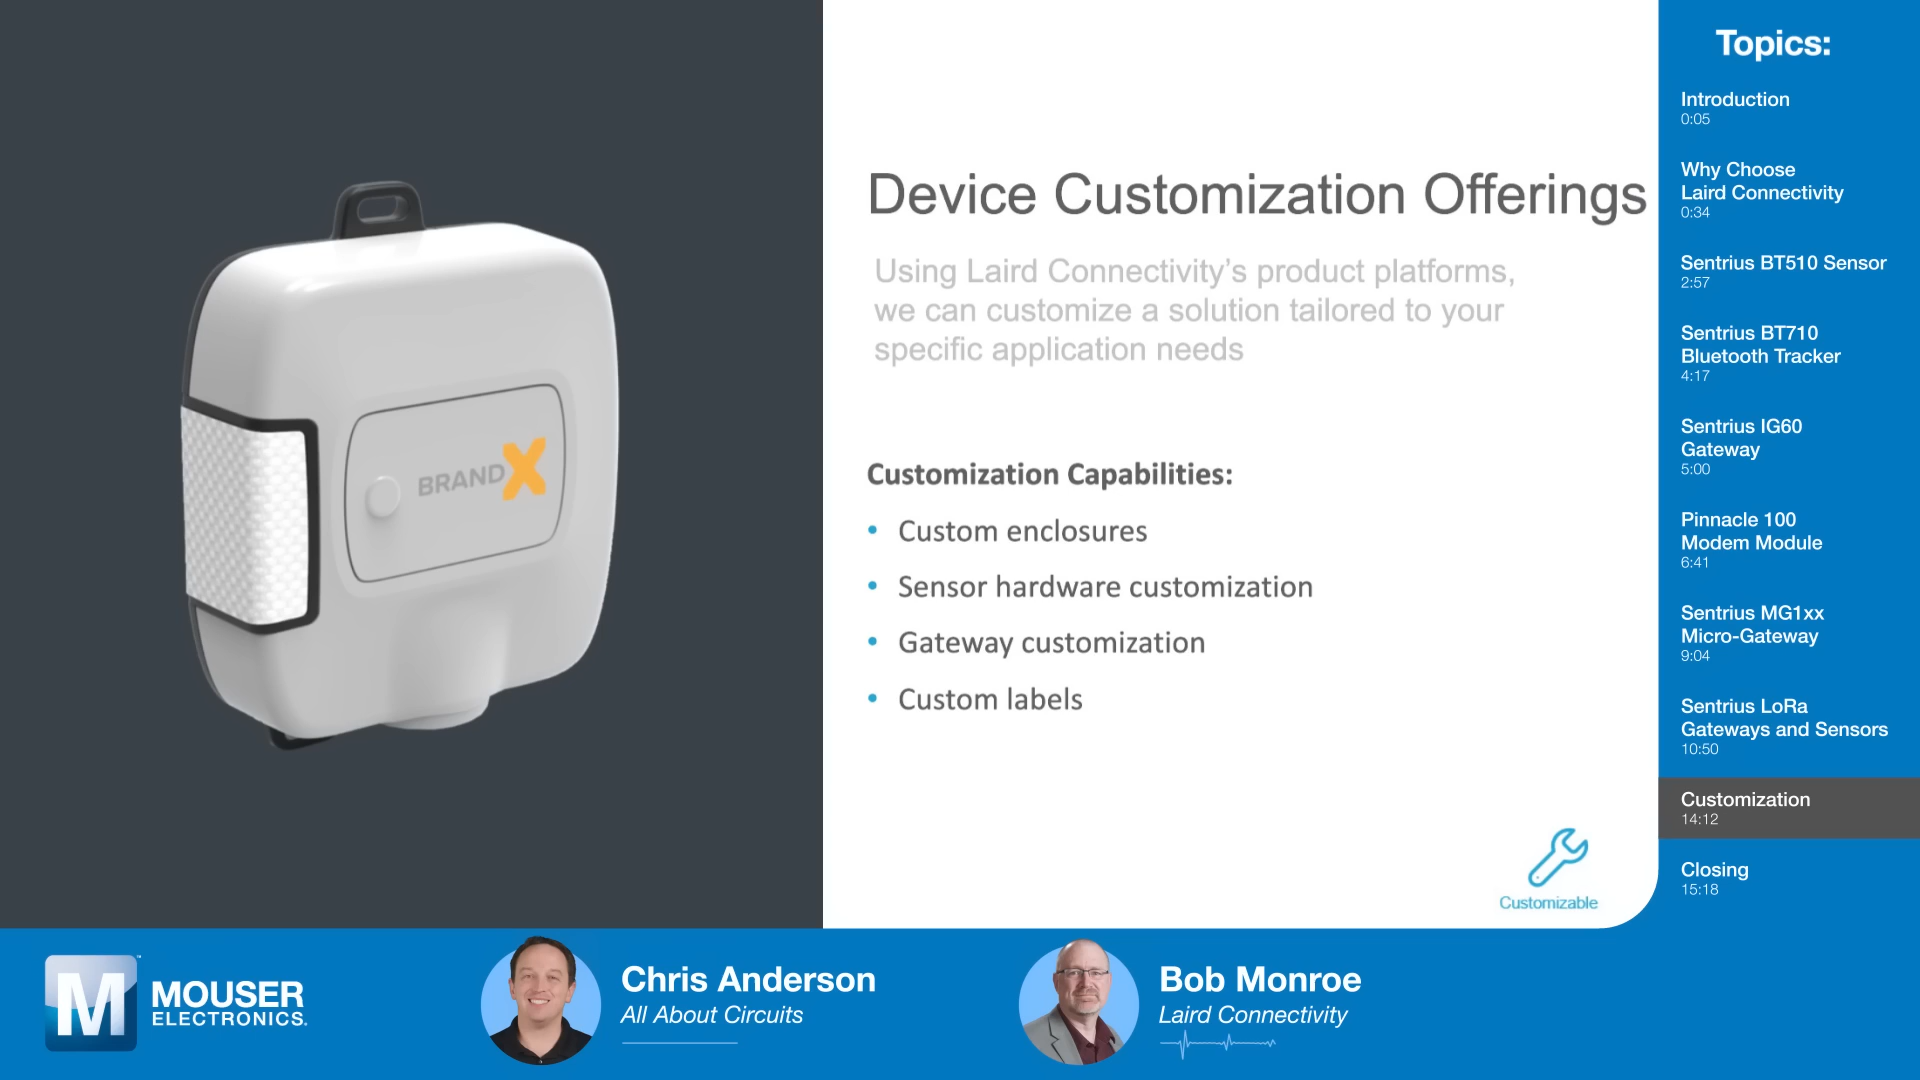 BRANDX
Device Customization Offerings
Using Laird Connectivity's product platforms,
we can customize a solution tailored to your
specific application needs
Customization Capabilities:
• Custom enclosures
• Sensor hardware customization
• Gateway customization
• Custom labels
Customizable
Topics:
Introduction
0:05
Why Choose
Laird Connectivity
0:34
Sentrius BT510 Sensor
2:57
Sentrius BT710
Bluetooth Tracker
4:17
Sentrius IG60
Gateway
5:00
Pinnacle 100
Modem Module
6:41
Sentrius MG1xx
Micro-Gateway
9:04
Sentrius LoRa
Gateways and Sensors
10:50
Customization
14:12
Closing
15:18
M
MOUSER
ELECTRONICS.
Chris Anderson
All About Circuits
Bob Monroe
Laird Connectivity